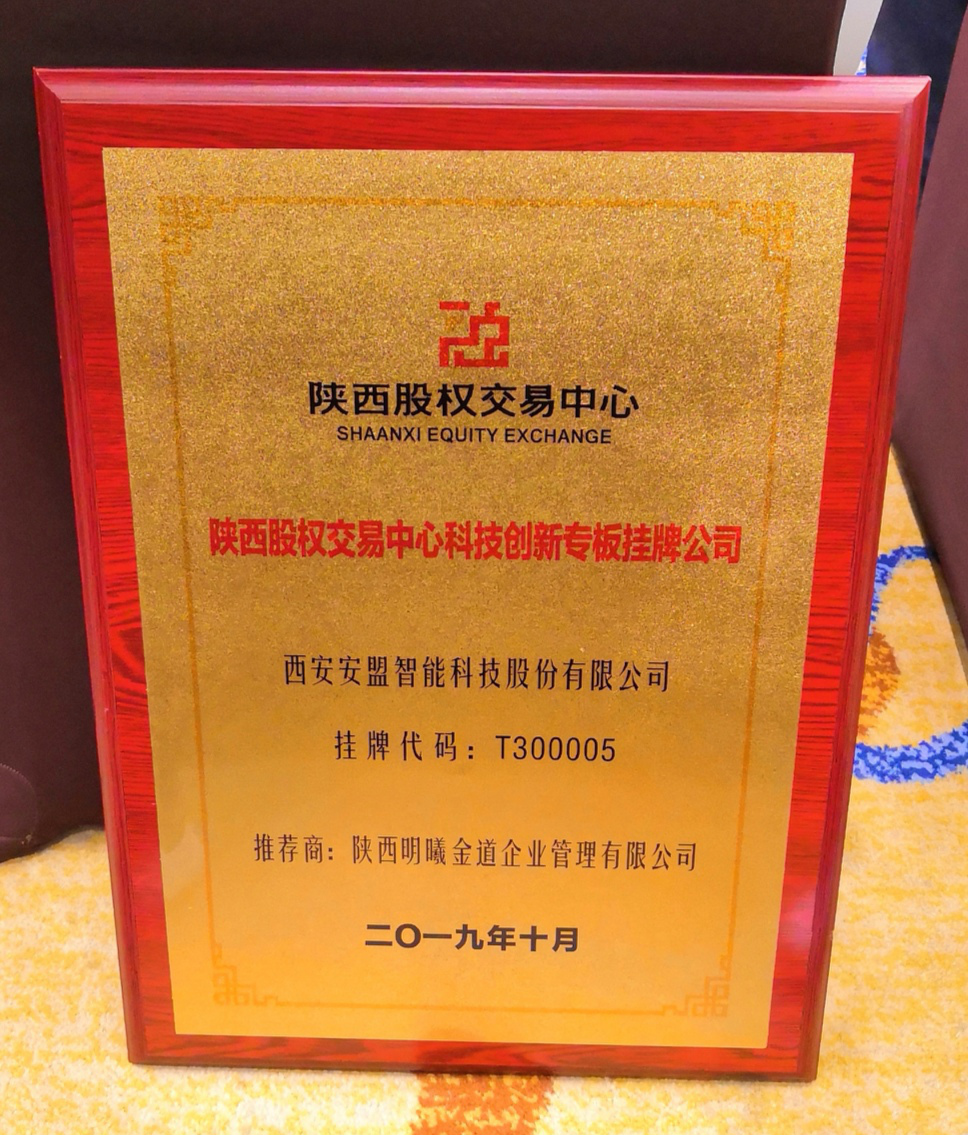 陕西股权交易中心
SHAANXI EQUITY EXCHANGE
陕西股权交易中心科技创新专板挂牌公司
西安安盟智能科技股份有限公司
挂牌代码：T300005
推荐商：陕西明曦金道企业管理有限公司
二〇一九年十月